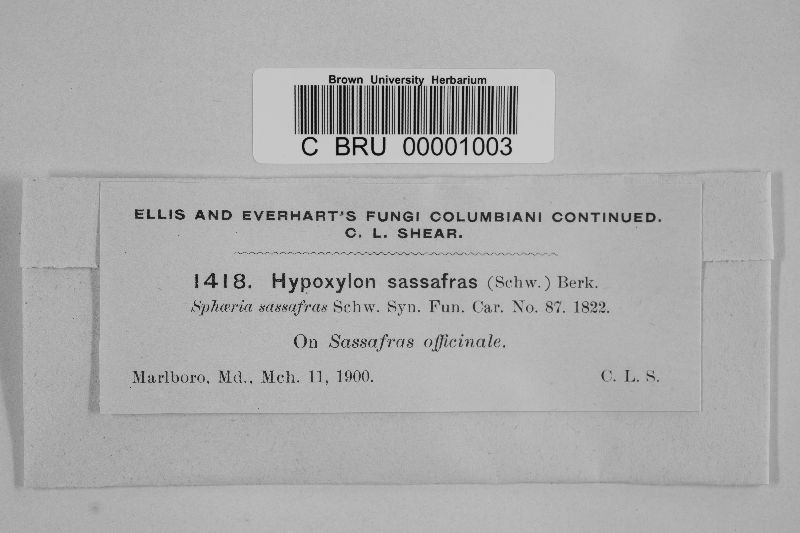 Brown University Herbarium
C BRU 00001003
ELLIS AND EVERHART'S FUNGI COLUMBIANI CONTINUED.
C. L. SHEAR.
1418. Hypoxylon sassafras (Schw.) Berk.
Sphæria sassafras Schw. Syn. Fun. Car. No. 87. 1822.
On Sassafras officinale.
Marlboro, Md., Mch. 11, 1900. C. L. S.